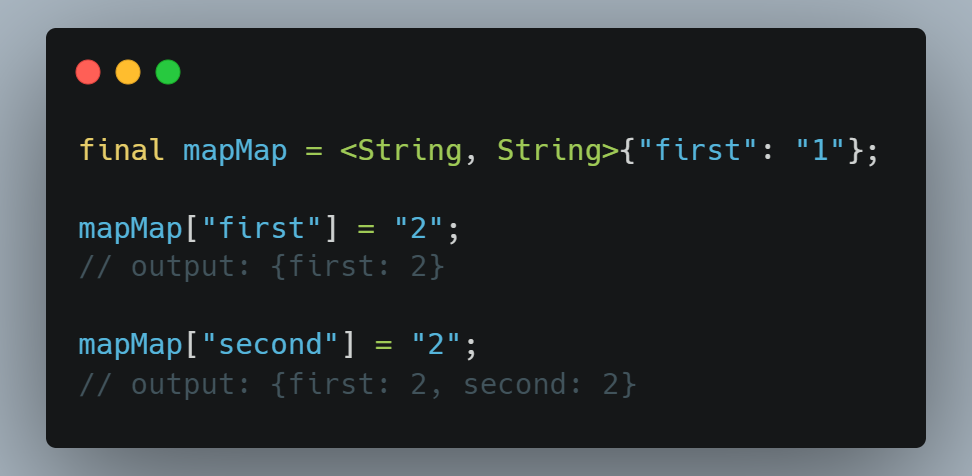 final mapMap = <String, String>{"first": "1"};
mapMap["first"] = "2";
// output: {first: 2}
mapMap["second"] = "2";
// output: {first: 2, second: 2}